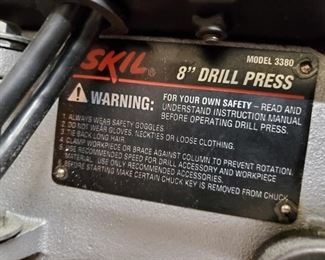 SKIL®
MODEL 3380
8" DRILL PRESS
WARNING: FOR YOUR OWN SAFETY – READ AND
UNDERSTAND INSTRUCTION MANUAL
BEFORE OPERATING DRILL PRESS.
1. ALWAYS WEAR SAFETY GOGGLES.
2. DO NOT WEAR GLOVES, NECKTIES OR LOOSE CLOTHING.
3. TIE BACK LONG HAIR.
4. CLAMP WORKPIECE OR BRACE AGAINST COLUMN TO PREVENT ROTATION.
5. USE RECOMMENDED SPEED FOR DRILL ACCESSORY AND WORKPIECE
MATERIAL. USE ONLY RECOMMENDED ACCESSORIES.
6. BEFORE STARTING MAKE CERTAIN CHUCK KEY IS REMOVED FROM CHUCK